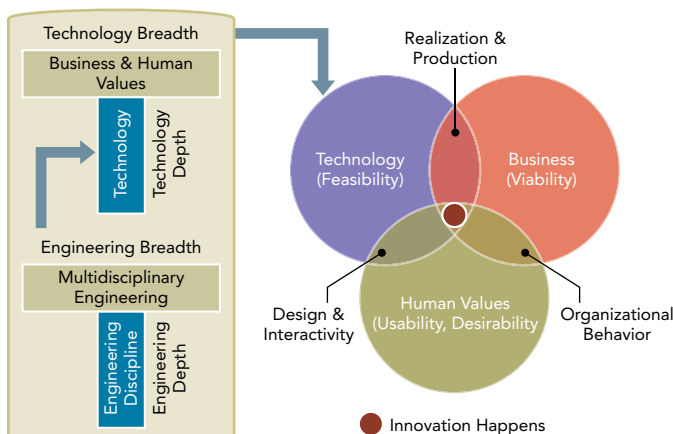 Technology Breadth
Business & Human
Values
Technology
Technology
Depth
Engineering Breadth
Multidisciplinary
Engineering
Engineering
Discipline
Engineering
Depth
Realization &
Production
Technology
(Feasibility)
Business
(Viability)
Design &
Interactivity
Human Values
(Usability, Desirability
Organizational
Behavior
Innovation Happens